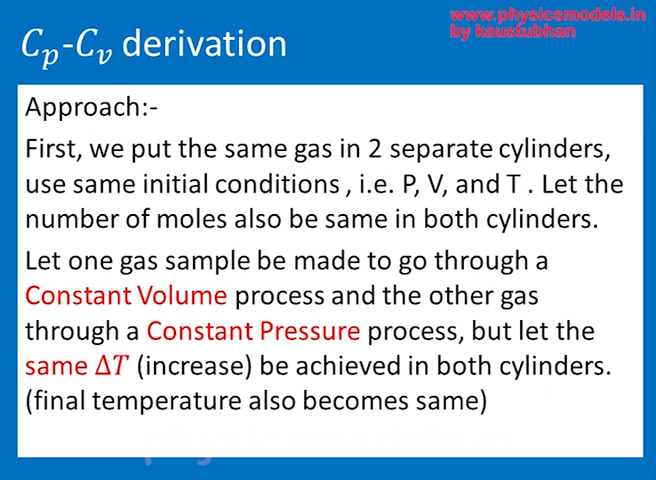 www.physicsmodels.in
by kaustubhan
Cp-Cv derivation
Approach:-
First, we put the same gas in 2 separate cylinders,
use same initial conditions , i.e. P, V, and T . Let the
number of moles also be same in both cylinders.
Let one gas sample be made to go through a
Constant Volume process and the other gas
through a Constant Pressure process, but let the
same ΔT (increase) be achieved in both cylinders.
(final temperature also becomes same)